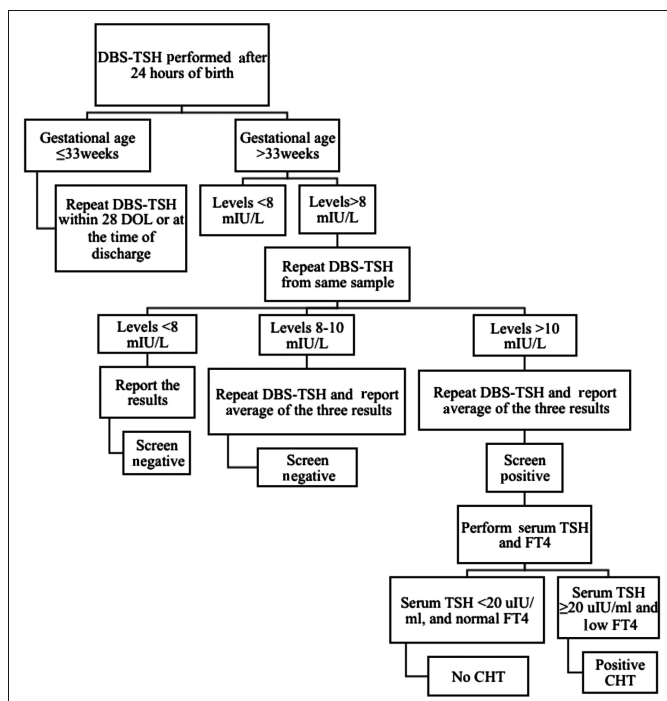 DBS-TSH performed after
24 hours of birth
Gestational age
≤33weeks
Gestational age
>33weeks
Repeat DBS-TSH
within 28 DOL or at
the time of
discharge
Levels <8
mIU/L
Levels>8
mIU/L
Repeat DBS-TSH
from same sample
Levels <8
mIU/L
Levels 8-10
mIU/L
Levels >10
mIU/L
Report the
results
Repeat DBS-TSH and report
average of the three results
Repeat DBS-TSH and report
average of the three results
Screen
negative
Screen
negative
Screen
positive
Perform serum TSH
and FT4
Serum TSH <20 uIU/
ml, and normal FT4
Serum TSH
≥20 uIU/ml and
low FT4
No CHT
Positive
CHT